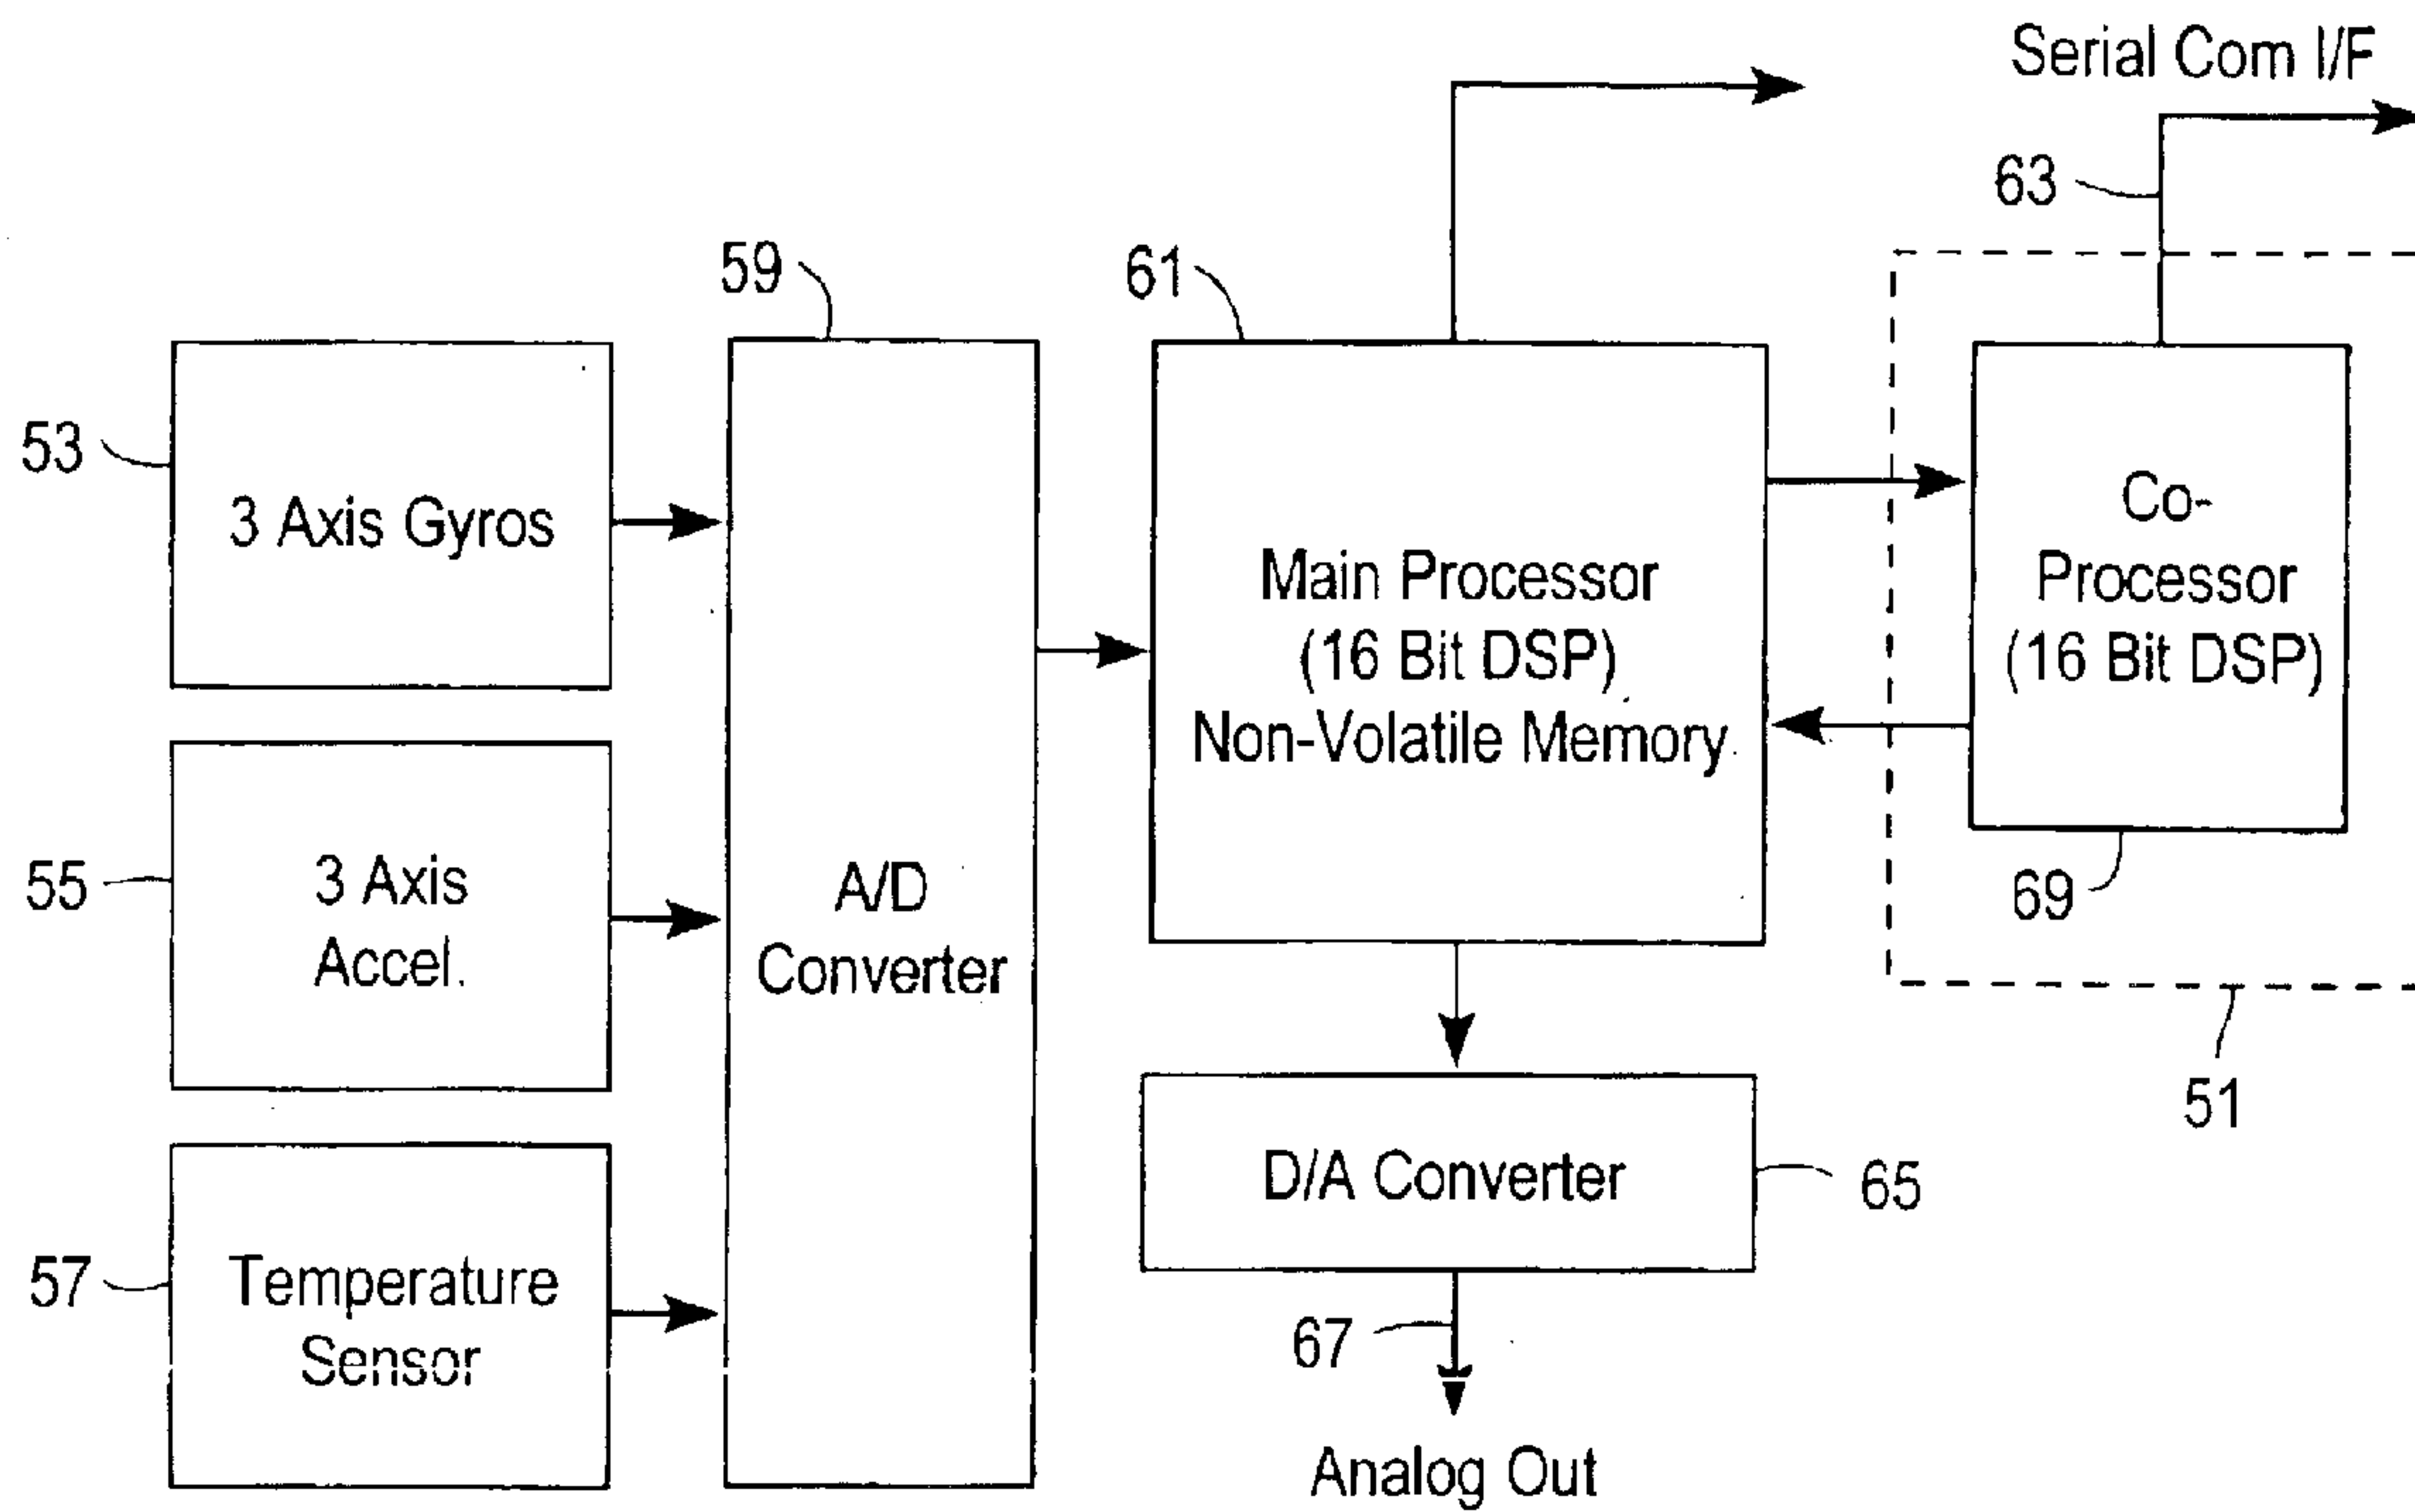 Serial Com I/F
63
59
61
53
3 Axis Gyros
Main Processor
(16 Bit DSP)
Non-Volatile Memory
Co-
Processor
(16 Bit DSP)
55
3 Axis
Accel.
A/D
Converter
69
51
57
Temperature
Sensor
D/A Converter
65
67
Analog Out